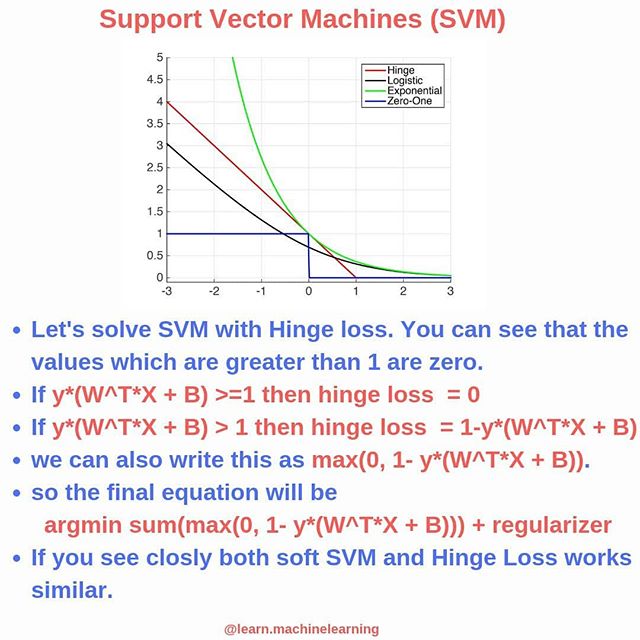 Support Vector Machines (SVM)
5
4.5
4
3.5
3
2.5
2
1.5
1
0.5
0
-3 -2 -1 0 1 2 3
Hinge
Logistic
Exponential
Zero-One
• Let's solve SVM with Hinge loss. You can see that the
values which are greater than 1 are zero.
• If y*(W^T*X + B) >=1 then hinge loss = 0
• If y*(W^T*X + B) > 1 then hinge loss = 1-y*(W^T*X + B)
• we can also write this as max(0, 1- y*(W^T*X + B)).
• so the final equation will be
argmin sum(max(0, 1- y*(W^T*X + B))) + regularizer
• If you see closly both soft SVM and Hinge Loss works
similar.
@learn.machinelearning